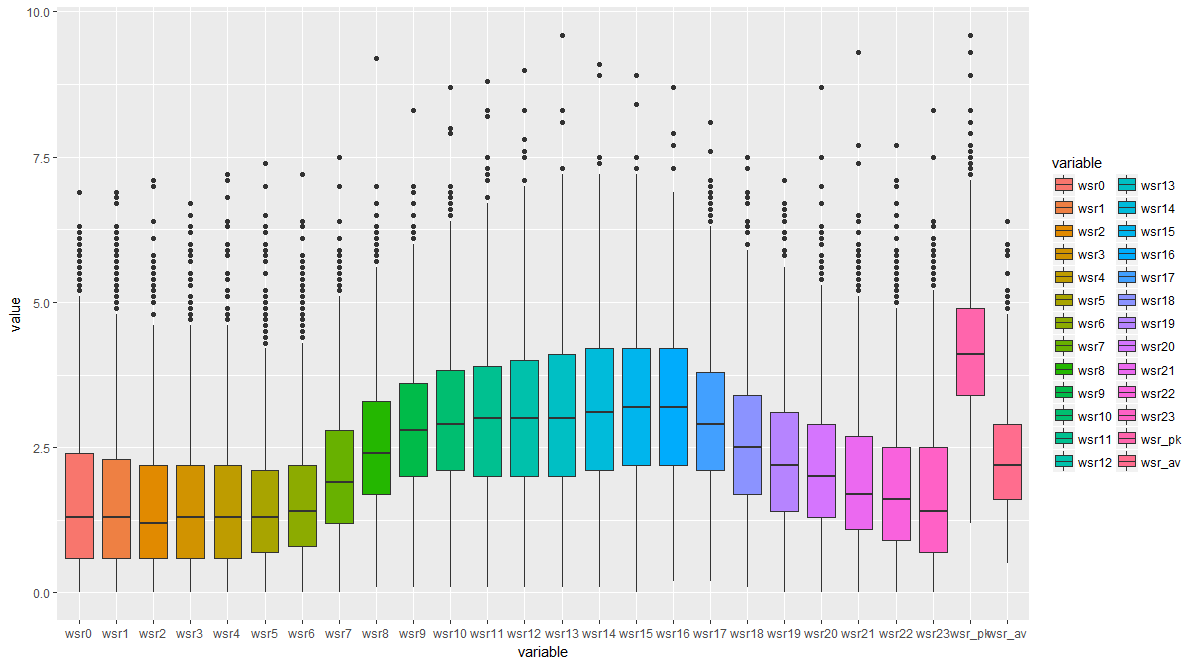 10.0
7.5
5.0
2.5
0.0
value
wsr0 wsr1 wsr2 wsr3 wsr4 wsr5 wsr6 wsr7 wsr8 wsr9 wsr10 wsr11 wsr12 wsr13 wsr14 wsr15 wsr16 wsr17 wsr18 wsr19 wsr20 wsr21 wsr22 wsr23 wsr_pk wsr_av
variable
variable
wsr0 wsr13
wsr1 wsr14
wsr2 wsr15
wsr3 wsr16
wsr4 wsr17
wsr5 wsr18
wsr6 wsr19
wsr7 wsr20
wsr8 wsr21
wsr9 wsr22
wsr10 wsr23
wsr11 wsr_pk
wsr12 wsr_av